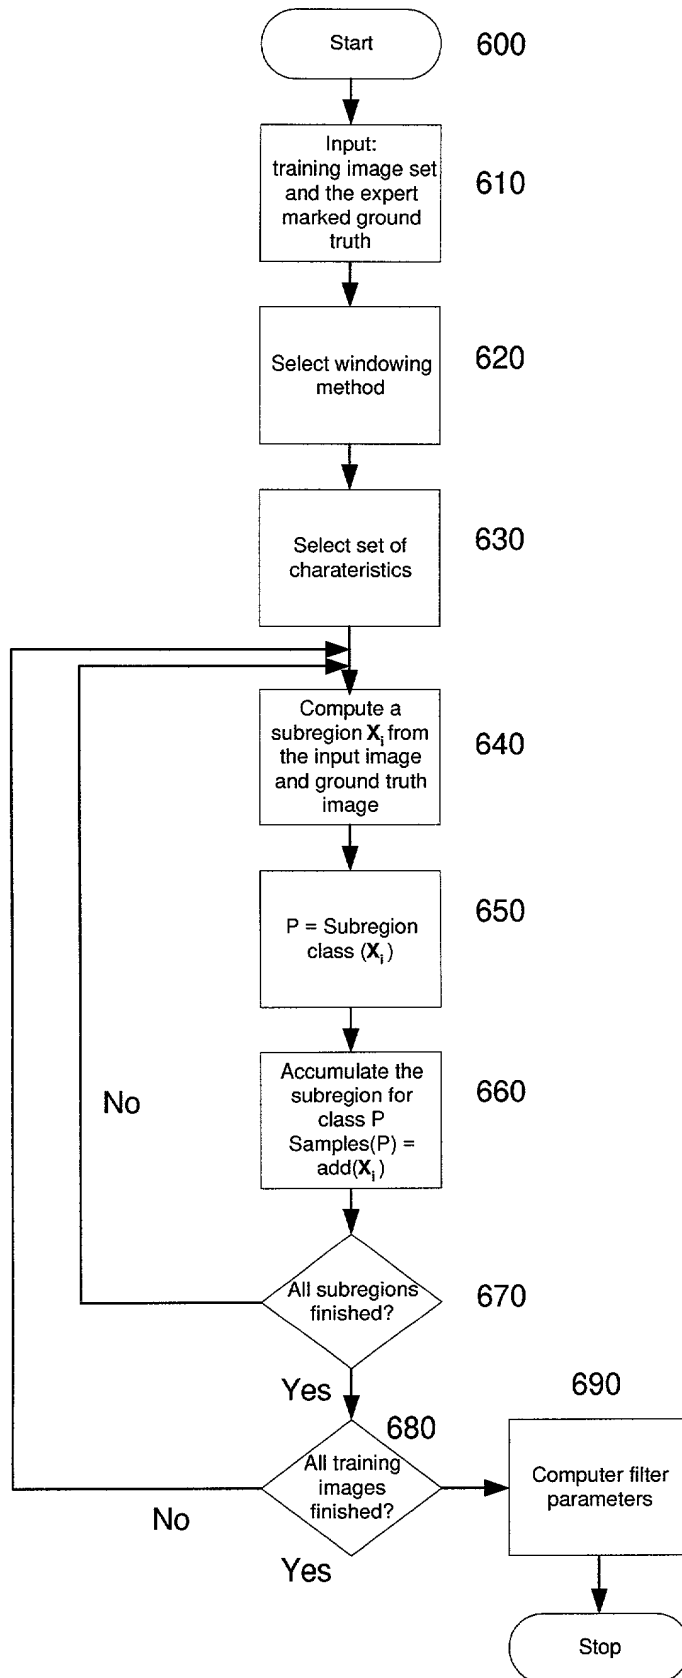 Start
600
Input:
training image set
and the expert
marked ground
truth
610
Select windowing
method
620
Select set of
charateristics
630
Compute a
subregion Xi from
the input image
and ground truth
image
640
P = Subregion
class (Xi)
650
Accumulate the
subregion for
class P
Samples(P) =
add(Xi)
660
No
All subregions
finished?
670
Yes
680
All training
images
finished?
No
Yes
690
Computer filter
parameters
Stop